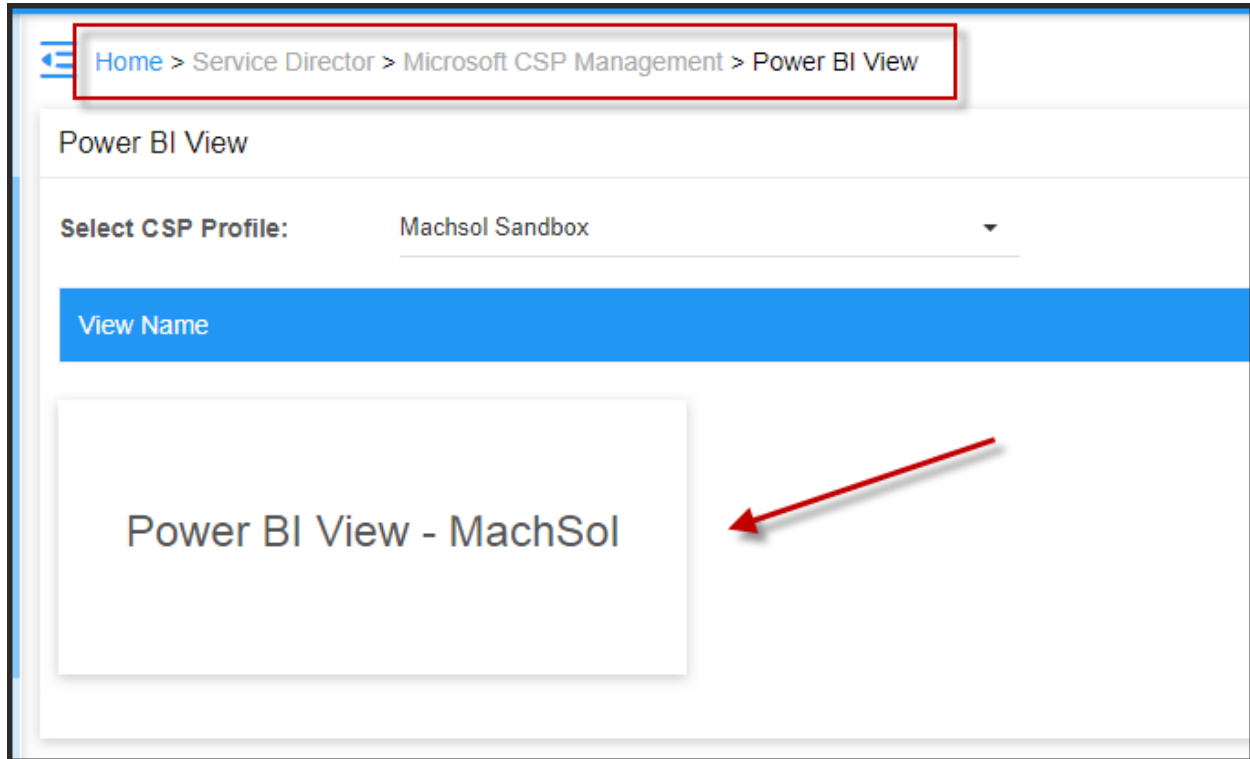 Home > Service Director > Microsoft CSP Management > Power BI View
Power BI View
Select CSP Profile: Machsol Sandbox
View Name
Power BI View - MachSol